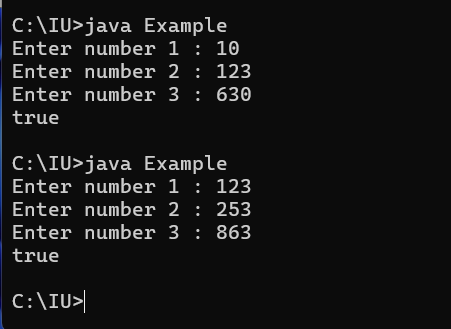 C:\IU>java Example
Enter number 1 : 10
Enter number 2 : 123
Enter number 3 : 630
true
C:\IU>java Example
Enter number 1 : 123
Enter number 2 : 253
Enter number 3 : 863
true
C:\IU>